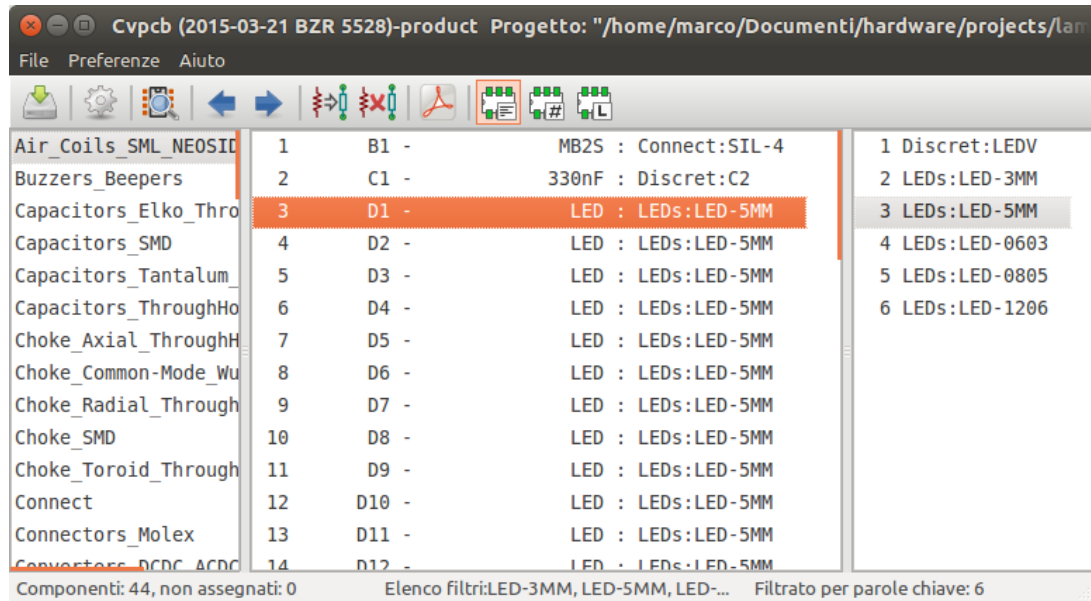 Cvpcb (2015-03-21 BZR 5528)-product Progetto: "/home/marco/Documenti/hardware/projects/lam
File Preferenze Aiuto
Air_Coils_SML_NEOSID
Buzzers_Beepers
Capacitors_Elko_Thro
Capacitors_SMD
Capacitors_Tantalum_
Capacitors_ThroughHo
Choke_Axial_ThroughH
Choke_Common-Mode_Wu
Choke_Radial_Through
Choke_SMD
Choke_Toroid_Through
Connect
Connectors_Molex
Convertors_DCDC_ACDC
1 B1 - MB2S : Connect:SIL-4
2 C1 - 330nF : Discret:C2
3 D1 - LED : LEDs:LED-5MM
4 D2 - LED : LEDs:LED-5MM
5 D3 - LED : LEDs:LED-5MM
6 D4 - LED : LEDs:LED-5MM
7 D5 - LED : LEDs:LED-5MM
8 D6 - LED : LEDs:LED-5MM
9 D7 - LED : LEDs:LED-5MM
10 D8 - LED : LEDs:LED-5MM
11 D9 - LED : LEDs:LED-5MM
12 D10 - LED : LEDs:LED-5MM
13 D11 - LED : LEDs:LED-5MM
14 D12 - LED : LEDs:LED-5MM
1 Discret:LEDV
2 LEDs:LED-3MM
3 LEDs:LED-5MM
4 LEDs:LED-0603
5 LEDs:LED-0805
6 LEDs:LED-1206
Componenti: 44, non assegnati: 0 Elenco filtri:LED-3MM, LED-5MM, LED-... Filtrato per parole chiave: 6